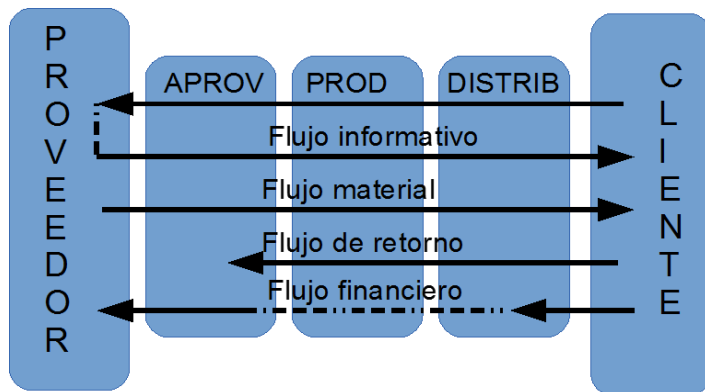 PROVEEDOR
APROV
PROD
DISTRIB
CLIENTE
Flujo informativo
Flujo material
Flujo de retorno
Flujo financiero